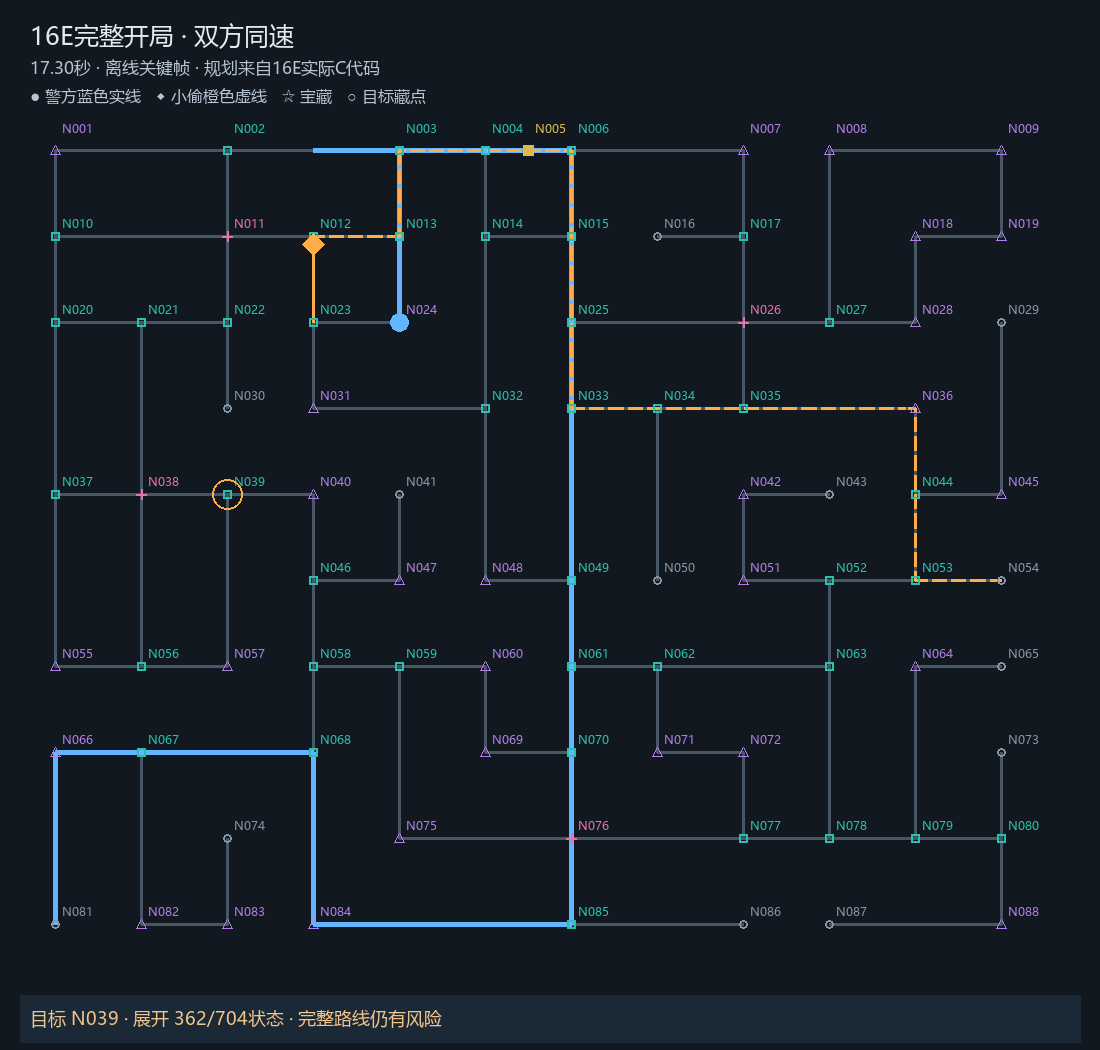 16E完整开局 · 双方同速
17.30秒 · 离线关键帧 · 规划来自16E实际C代码
● 警方蓝色实线 ◆ 小偷橙色虚线 ☆ 宝藏 ○ 目标藏点
N001 N002 N003 N004 N005 N006 N007 N008 N009
N010 N011 N012 N013 N014 N015 N016 N017 N018 N019
N020 N021 N022 N023 N024 N025 N026 N027 N028 N029
N030 N031 N032 N033 N034 N035 N036
N037 N038 N039 N040 N041 N042 N043 N044 N045
N046 N047 N048 N049 N050 N051 N052 N053 N054
N055 N056 N057 N058 N059 N060 N061 N062 N063 N064 N065
N066 N067 N068 N069 N070 N071 N072 N073
N074 N075 N076 N077 N078 N079 N080
N081 N082 N083 N084 N085 N086 N087 N088
目标 N039 · 展开 362/704状态 · 完整路线仍有风险